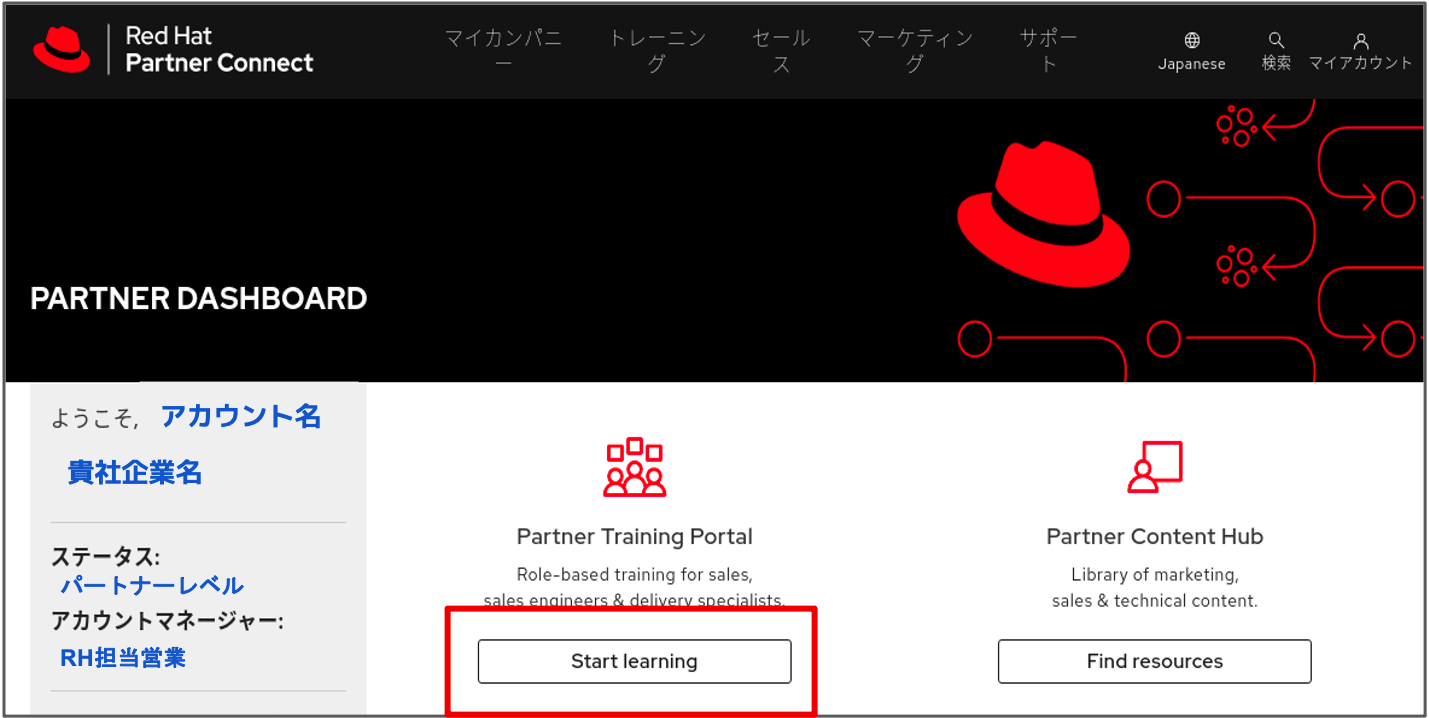 Red Hat
Partner Connect
マイカンパニ
ー
トレーニン
グ
セール
ス
マーケティン
グ
サポー
ト
Japanese
検索
マイアカウント
PARTNER DASHBOARD
ようこそ, アカウント名
貴社企業名
ステータス:
パートナーレベル
アカウントマネージャー:
RH担当営業
Partner Training Portal
Role-based training for sales,
sales engineers & delivery specialists.
Start learning
Partner Content Hub
Library of marketing,
sales & technical content.
Find resources